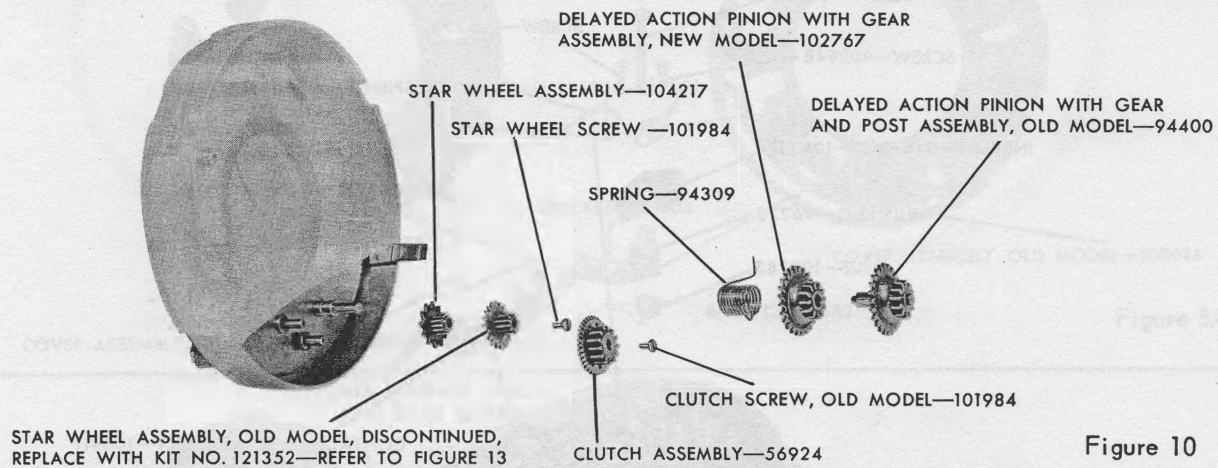 DELAYED ACTION PINION WITH GEAR
ASSEMBLY, NEW MODEL—102767
STAR WHEEL ASSEMBLY—104217
DELAYED ACTION PINION WITH GEAR
AND POST ASSEMBLY, OLD MODEL—94400
STAR WHEEL SCREW —101984
SPRING—94309
CLUTCH SCREW, OLD MODEL—101984
STAR WHEEL ASSEMBLY, OLD MODEL, DISCONTINUED,
REPLACE WITH KIT NO. 121352—REFER TO FIGURE 13
CLUTCH ASSEMBLY—56924
Figure 10